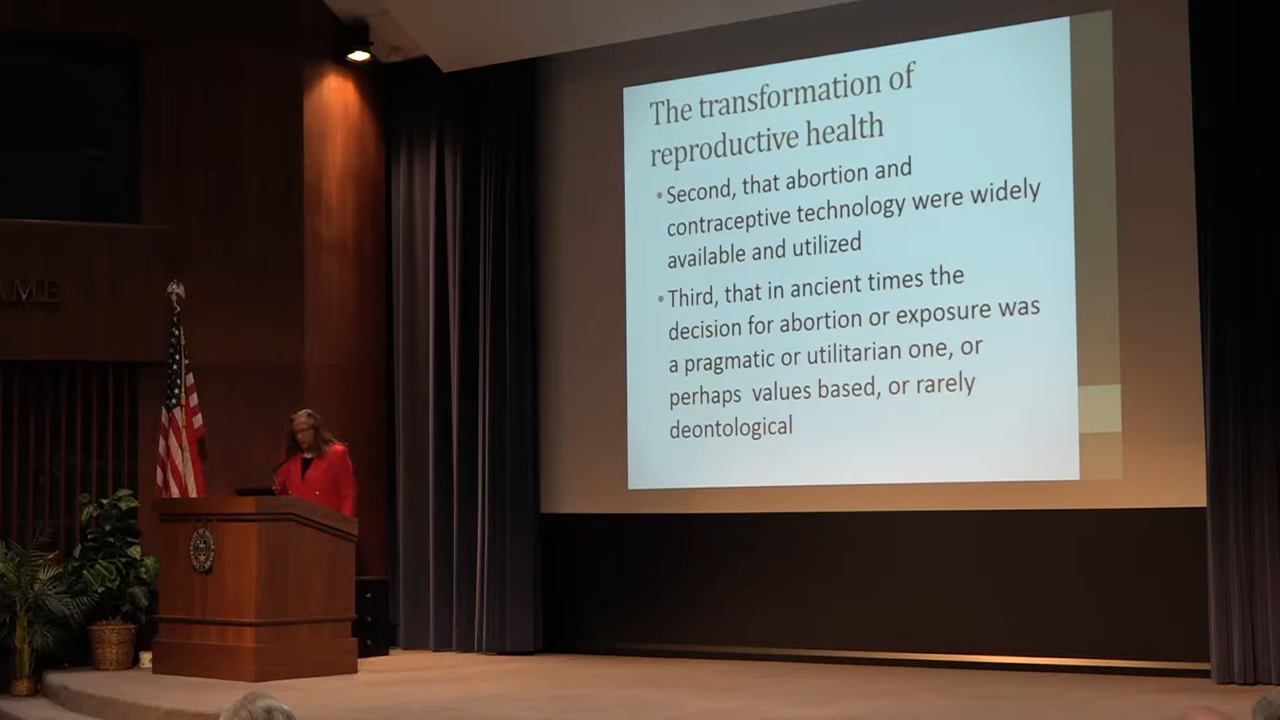 The transformation of
reproductive health
•Second, that abortion and
contraceptive technology were widely
available and utilized
•Third, that in ancient times the
decision for abortion or exposure was
a pragmatic or utilitarian one, or
perhaps values based, or rarely
deontological
AME